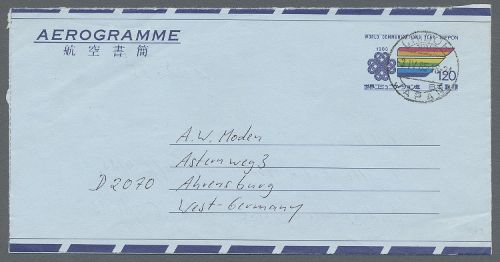 AEROGRAMME
航空書簡
WORLD COMMUNICATIONS YEAR NIPPON
1983
120
世界コミュニケーション年 日本郵便
JAPAN
A.W. Moden
Asternweg 3
D 2070 Ahrensburg
West-Germany